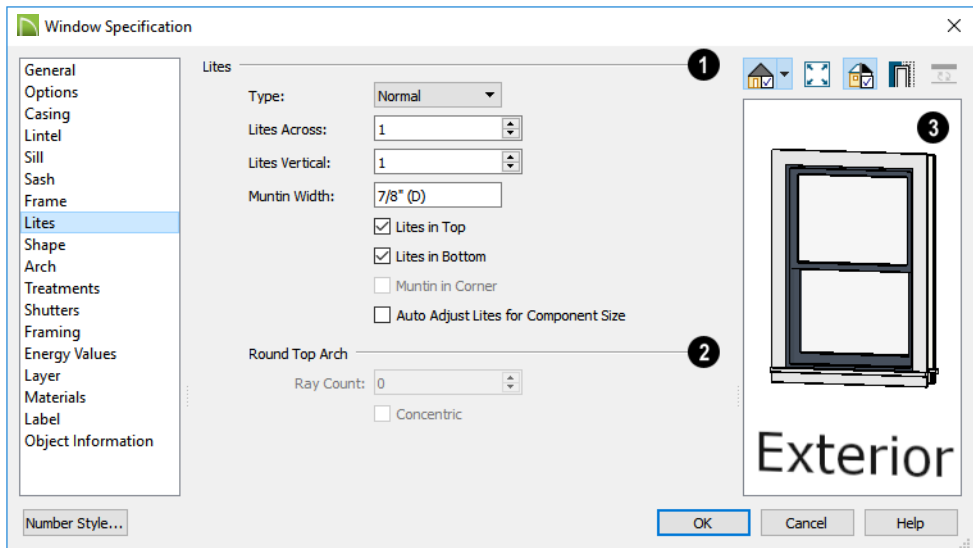 Window Specification
General
Options
Casing
Lintel
Sill
Sash
Frame
Lites
Shape
Arch
Treatments
Shutters
Framing
Energy Values
Layer
Materials
Label
Object Information
Lites
1
Type: Normal
Lites Across: 1
Lites Vertical: 1
Muntin Width: 7/8" (D)
Lites in Top
Lites in Bottom
Muntin in Corner
Auto Adjust Lites for Component Size
Round Top Arch
2
Ray Count: 0
Concentric
3
Exterior
Number Style...
OK
Cancel
Help